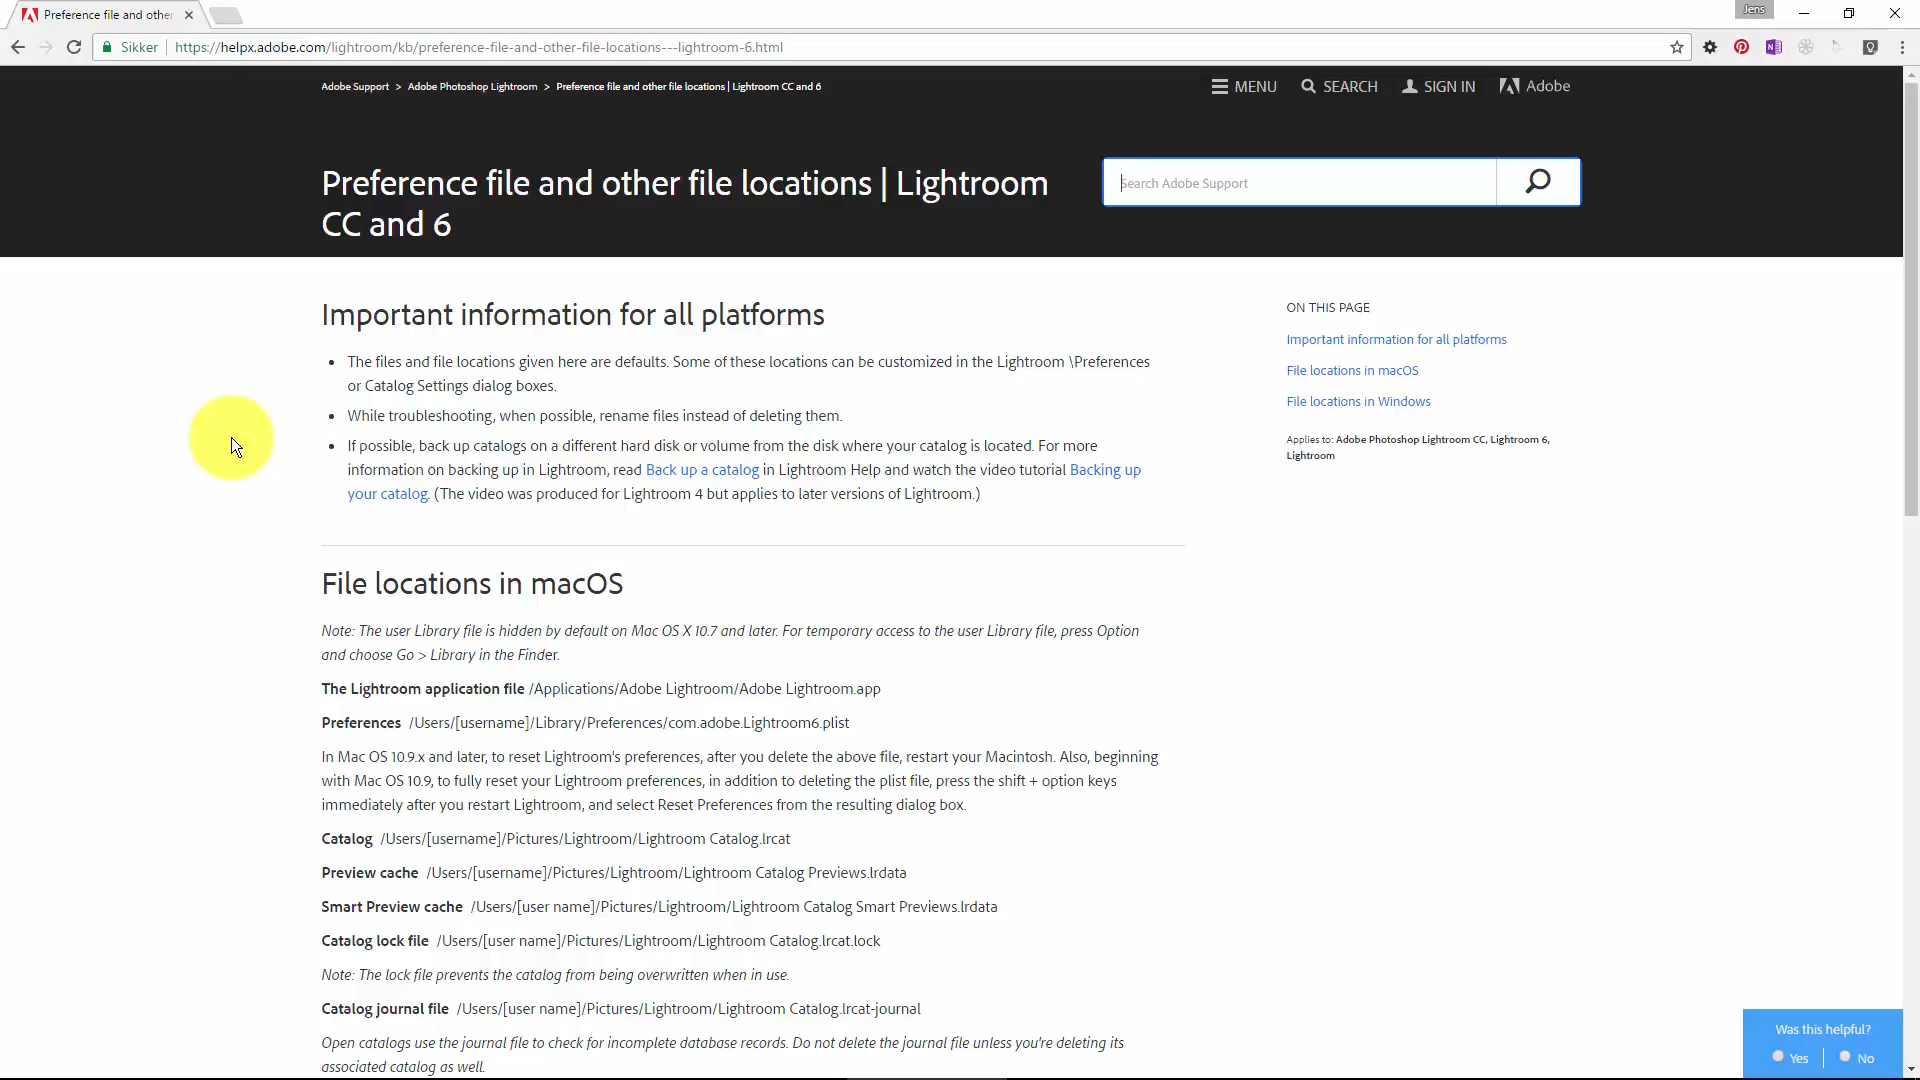 Preference file and other
Jens
Sikker
https://helpx.adobe.com/lightroom/kb/preference-file-and-other-file-locations---lightroom-6.html
Adobe Support > Adobe Photoshop Lightroom > Preference file and other file locations | Lightroom CC and 6
MENU SEARCH SIGN IN Adobe
Preference file and other file locations | Lightroom
CC and 6
Search Adobe Support
Important information for all platforms
• The files and file locations given here are defaults. Some of these locations can be customized in the Lightroom \Preferences
or Catalog Settings dialog boxes.
• While troubleshooting, when possible, rename files instead of deleting them.
• If possible, back up catalogs on a different hard disk or volume from the disk where your catalog is located. For more
information on backing up in Lightroom, read Back up a catalog in Lightroom Help and watch the video tutorial Backing up
your catalog. (The video was produced for Lightroom 4 but applies to later versions of Lightroom.)
ON THIS PAGE
Important information for all platforms
File locations in macOS
File locations in Windows
Applies to: Adobe Photoshop Lightroom CC, Lightroom 6,
Lightroom
File locations in macOS
Note: The user Library file is hidden by default on Mac OS X 10.7 and later. For temporary access to the user Library file, press Option
and choose Go > Library in the Finder.
The Lightroom application file /Applications/Adobe Lightroom/Adobe Lightroom.app
Preferences /Users/[username]/Library/Preferences/com.adobe.Lightroom6.plist
In Mac OS 10.9.x and later, to reset Lightroom's preferences, after you delete the above file, restart your Macintosh. Also, beginning
with Mac OS 10.9, to fully reset your Lightroom preferences, in addition to deleting the plist file, press the shift + option keys
immediately after you restart Lightroom, and select Reset Preferences from the resulting dialog box.
Catalog /Users/[username]/Pictures/Lightroom/Lightroom Catalog.lrcat
Preview cache /Users/[username]/Pictures/Lightroom/Lightroom Catalog Previews.lrdata
Smart Preview cache /Users/[user name]/Pictures/Lightroom/Lightroom Catalog Smart Previews.lrdata
Catalog lock file /Users/[user name]/Pictures/Lightroom/Lightroom Catalog.lrcat.lock
Note: The lock file prevents the catalog from being overwritten when in use.
Catalog journal file /Users/[user name]/Pictures/Lightroom/Lightroom Catalog.lrcat-journal
Open catalogs use the journal file to check for incomplete database records. Do not delete the journal file unless you're deleting its
associated catalog as well.
Was this helpful?
Yes No